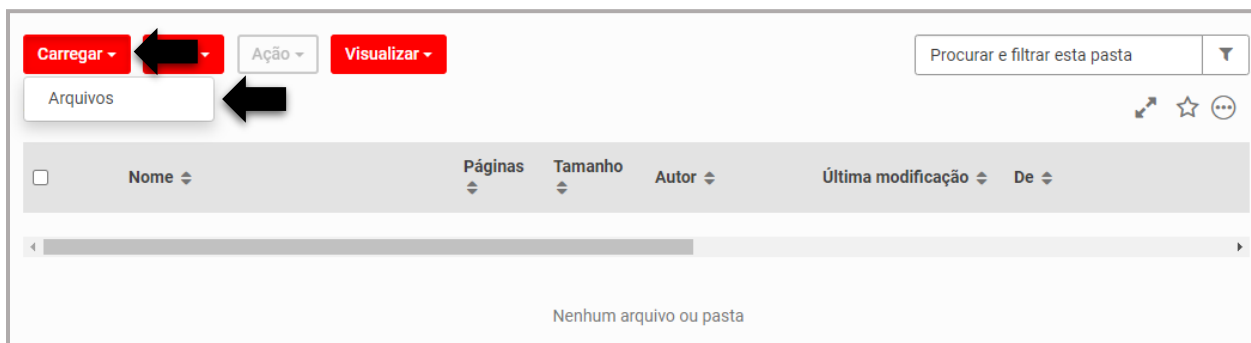 Carregar
Ação
Visualizar
Procurar e filtrar esta pasta
Arquivos
Nome
Páginas
Tamanho
Autor
Última modificação
De
Nenhum arquivo ou pasta